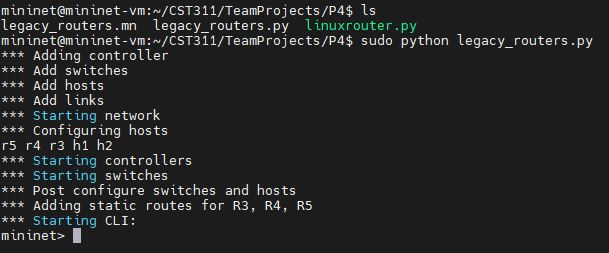 mininet@mininet-vm:~/CST311/TeamProjects/P4$ ls
legacy_routers.mn  legacy_routers.py  linuxrouter.py
mininet@mininet-vm:~/CST311/TeamProjects/P4$ sudo python legacy_routers.py
*** Adding controller
*** Add switches
*** Add hosts
*** Add links
*** Starting network
*** Configuring hosts
r5 r4 r3 h1 h2
*** Starting controllers
*** Starting switches
*** Post configure switches and hosts
*** Adding static routes for R3, R4, R5
*** Starting CLI:
mininet>